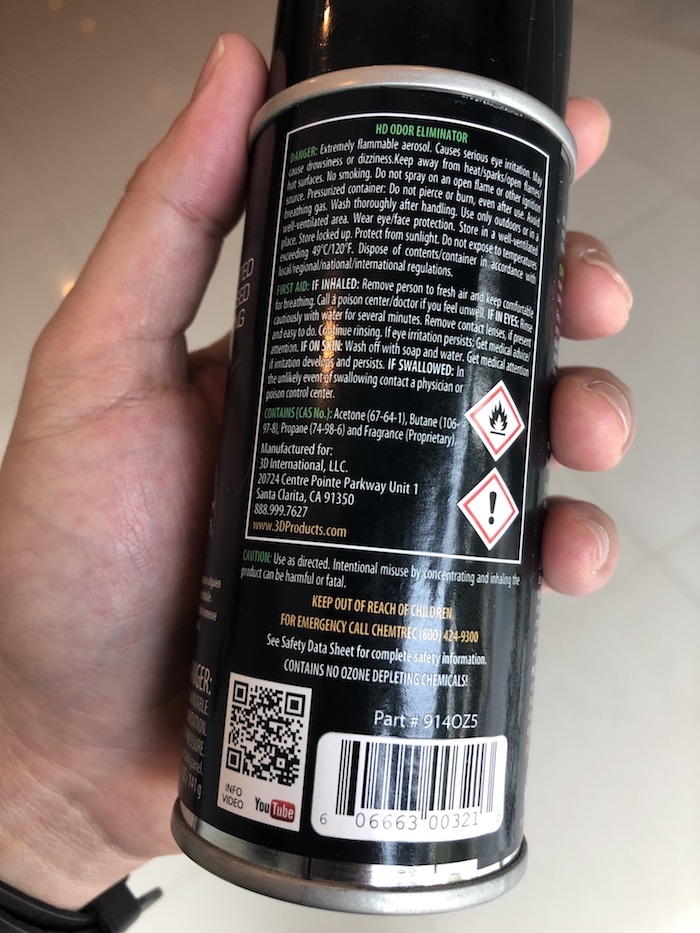 HD ODOR ELIMINATOR
DANGER: Extremely flammable aerosol. Causes serious eye irritation. May
cause drowsiness or dizziness.Keep away from heat/sparks/open flames/
hot surfaces. No smoking. Do not spray on an open flame or other ignition
source. Pressurized container: Do not pierce or burn, even after use. Avoid
breathing gas. Wash thoroughly after handling. Use only outdoors or in a
well-ventilated area. Wear eye/face protection. Store in a well-ventilated
place. Store locked up. Protect from sunlight. Do not expose to temperatures
exceeding 49°C/120°F. Dispose of contents/container in accordance with
local/regional/national/international regulations.
FIRST AID: IF INHALED: Remove person to fresh air and keep comfortable
for breathing. Call a poison center/doctor if you feel unwell. IF IN EYES: Rinse
cautiously with water for several minutes. Remove contact lenses, if present
and easy to do. Continue rinsing. If eye irritation persists: Get medical advice/
attention. IF ON SKIN: Wash off with soap and water. Get medical attention
if irritation develops and persists. IF SWALLOWED: In
the unlikely event of swallowing contact a physician or
poison control center.
CONTAINS (CAS No.): Acetone (67-64-1), Butane (106-
97-8), Propane (74-98-6) and Fragrance (Proprietary).
Manufactured for:
3D International, LLC.
20724 Centre Pointe Parkway Unit 1
Santa Clarita, CA 91350
888.999.7627
www.3DProducts.com
CAUTION: Use as directed. Intentional misuse by concentrating and inhaling the
product can be harmful or fatal.
KEEP OUT OF REACH OF CHILDREN
FOR EMERGENCY CALL CHEMTREC (800) 424-9300
See Safety Data Sheet for complete safety information.
CONTAINS NO OZONE DEPLETING CHEMICALS!
Part # 914OZ5
INFO
VIDEO
YouTube
6 06663 00321 3